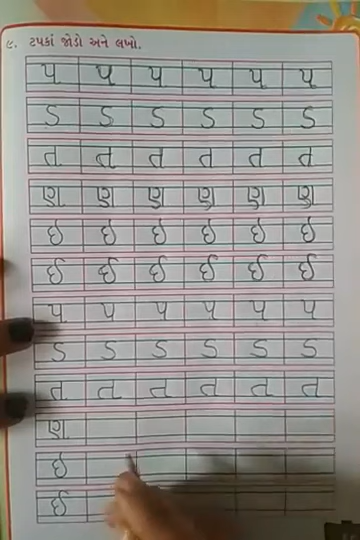 ૯. ટપકાં જોડો અને લખો.
પ પ પ પ પ પ
ડ ડ ડ ડ ડ ડ
ત ત ત ત ત ત
ણ ણ ણ ણ ણ ણ
ઇ ઇ ઇ ઇ ઇ ઇ
ઈ ઈ ઈ ઈ ઈ ઈ
પ પ પ પ પ પ
ડ ડ ડ ડ ડ ડ
ત ત ત ત ત ત
ણ
ઇ
ઈ